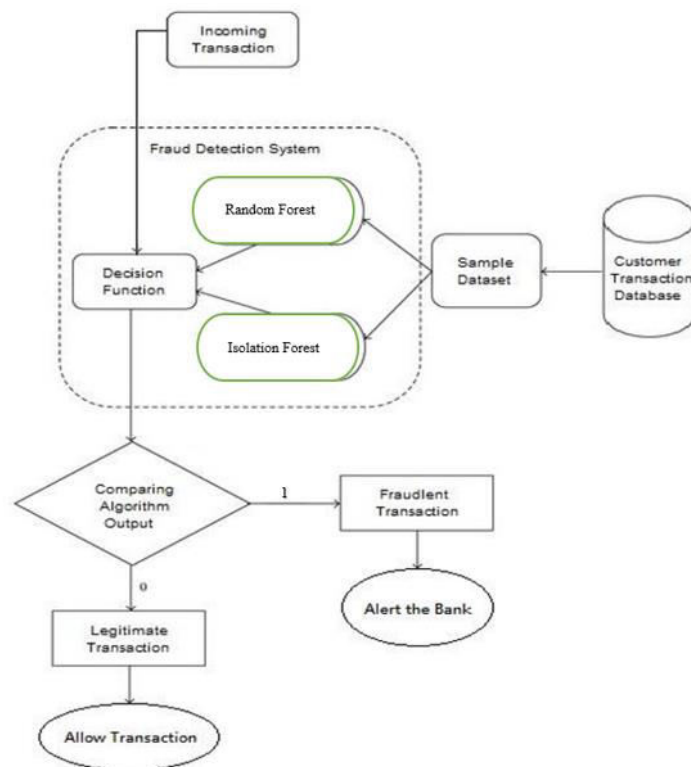 Incoming
Transaction
Fraud Detection System
Random Forest
Decision
Function
Sample
Dataset
Customer
Transaction
Database
Isolation Forest
Comparing
Algorithm
Output
1
Fraudlent
Transaction
0
Alert the Bank
Legitimate
Transaction
Allow Transaction